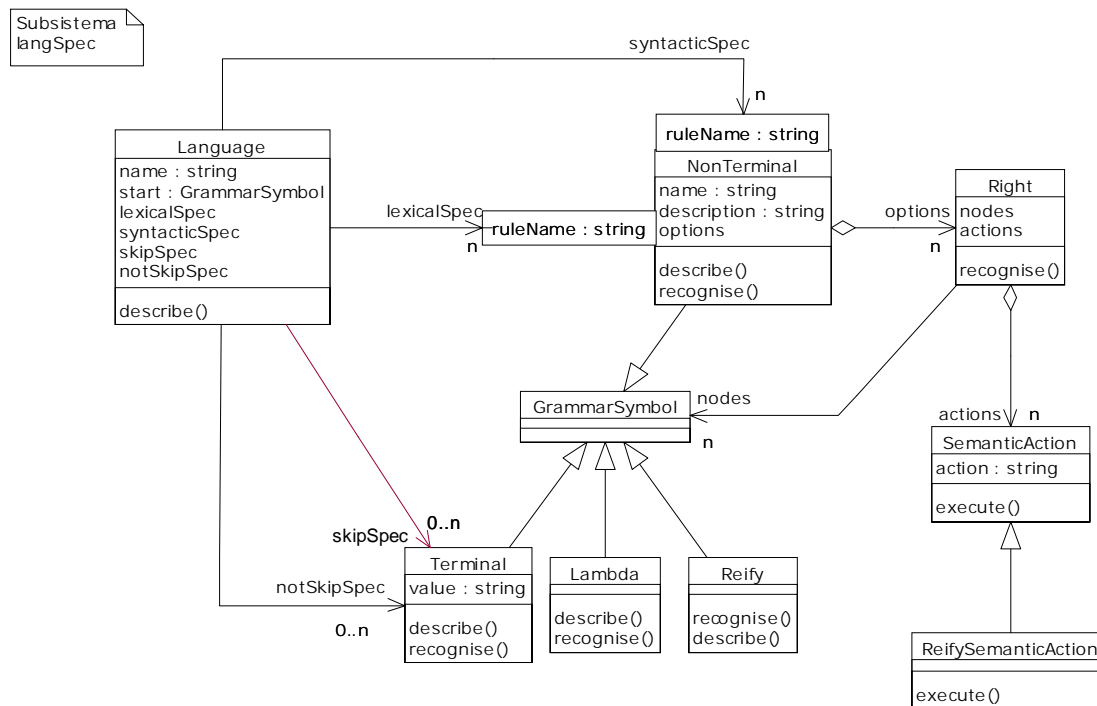 Subsistema
langSpec
syntacticSpec
n
ruleName : string
Language
name : string
start : GrammarSymbol
lexicalSpec
syntacticSpec
skipSpec
notSkipSpec
describe()
lexicalSpec
n
ruleName : string
NonTerminal
name : string
description : string
options
describe()
recognise()
options
n
Right
nodes
actions
recognise()
GrammarSymbol
nodes
n
actions
n
SemanticAction
action : string
execute()
skipSpec
0..n
notSkipSpec
0..n
Terminal
value : string
describe()
recognise()
Lambda
describe()
recognise()
Reify
recognise()
describe()
ReifySemanticAction
execute()